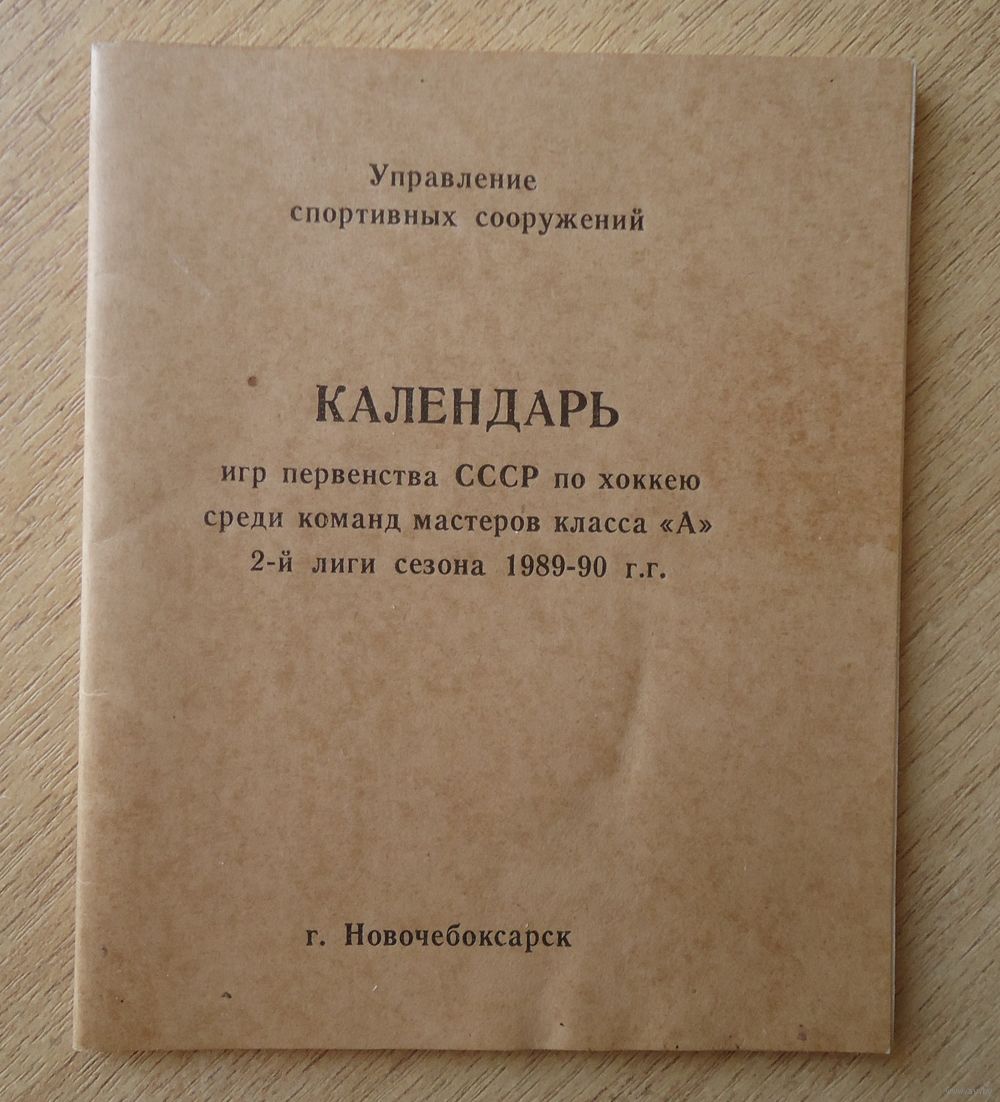 Управление
спортивных сооружений
КАЛЕНДАРЬ
игр первенства СССР по хоккею
среди команд мастеров класса «А»
2-й лиги сезона 1989-90 г.г.
г. Новочебоксарск